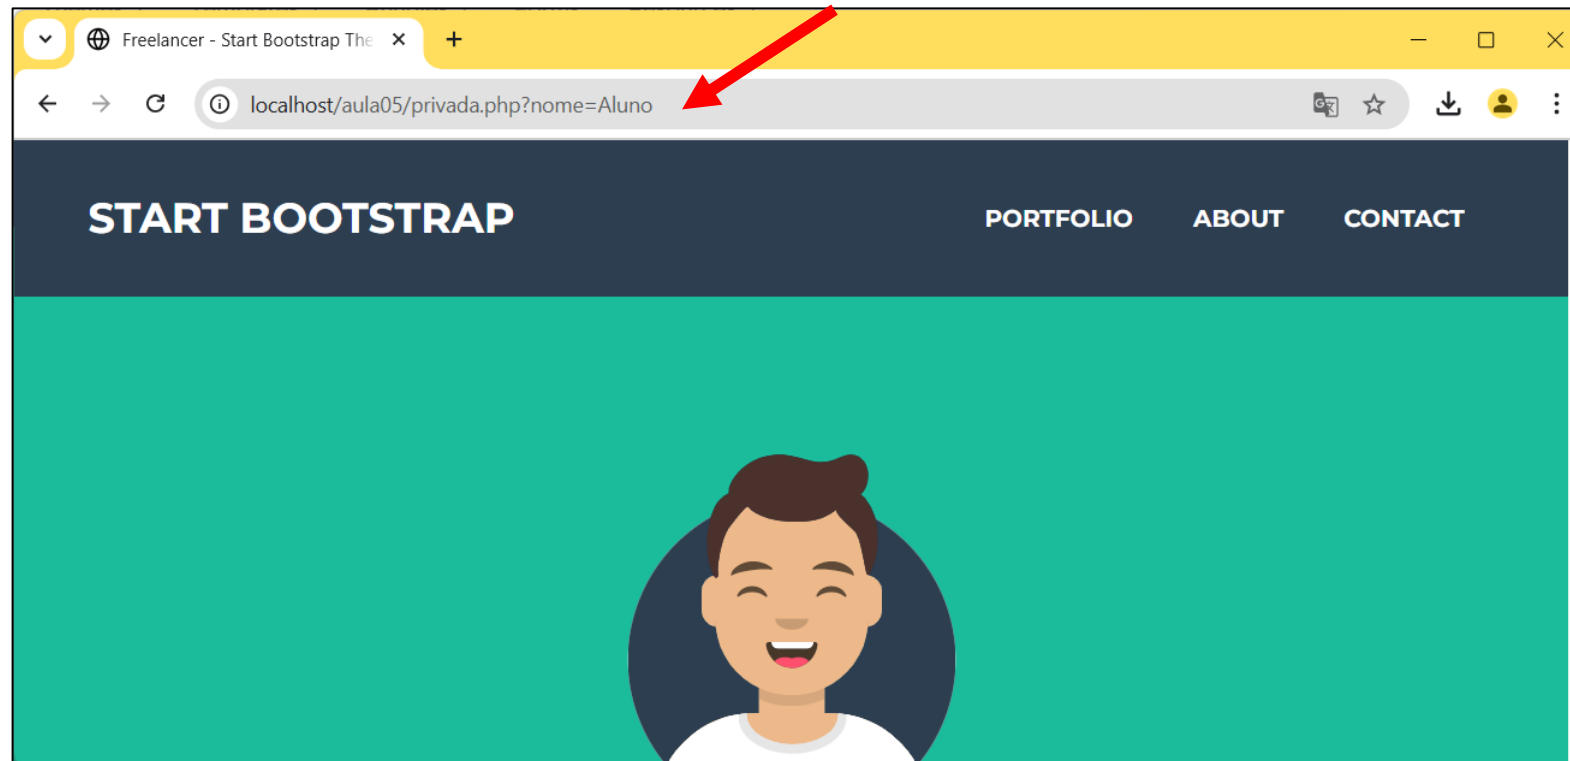 Freelancer - Start Bootstrap The
localhost/aula05/privada.php?nome=Aluno
START BOOTSTRAP
PORTFOLIO ABOUT CONTACT